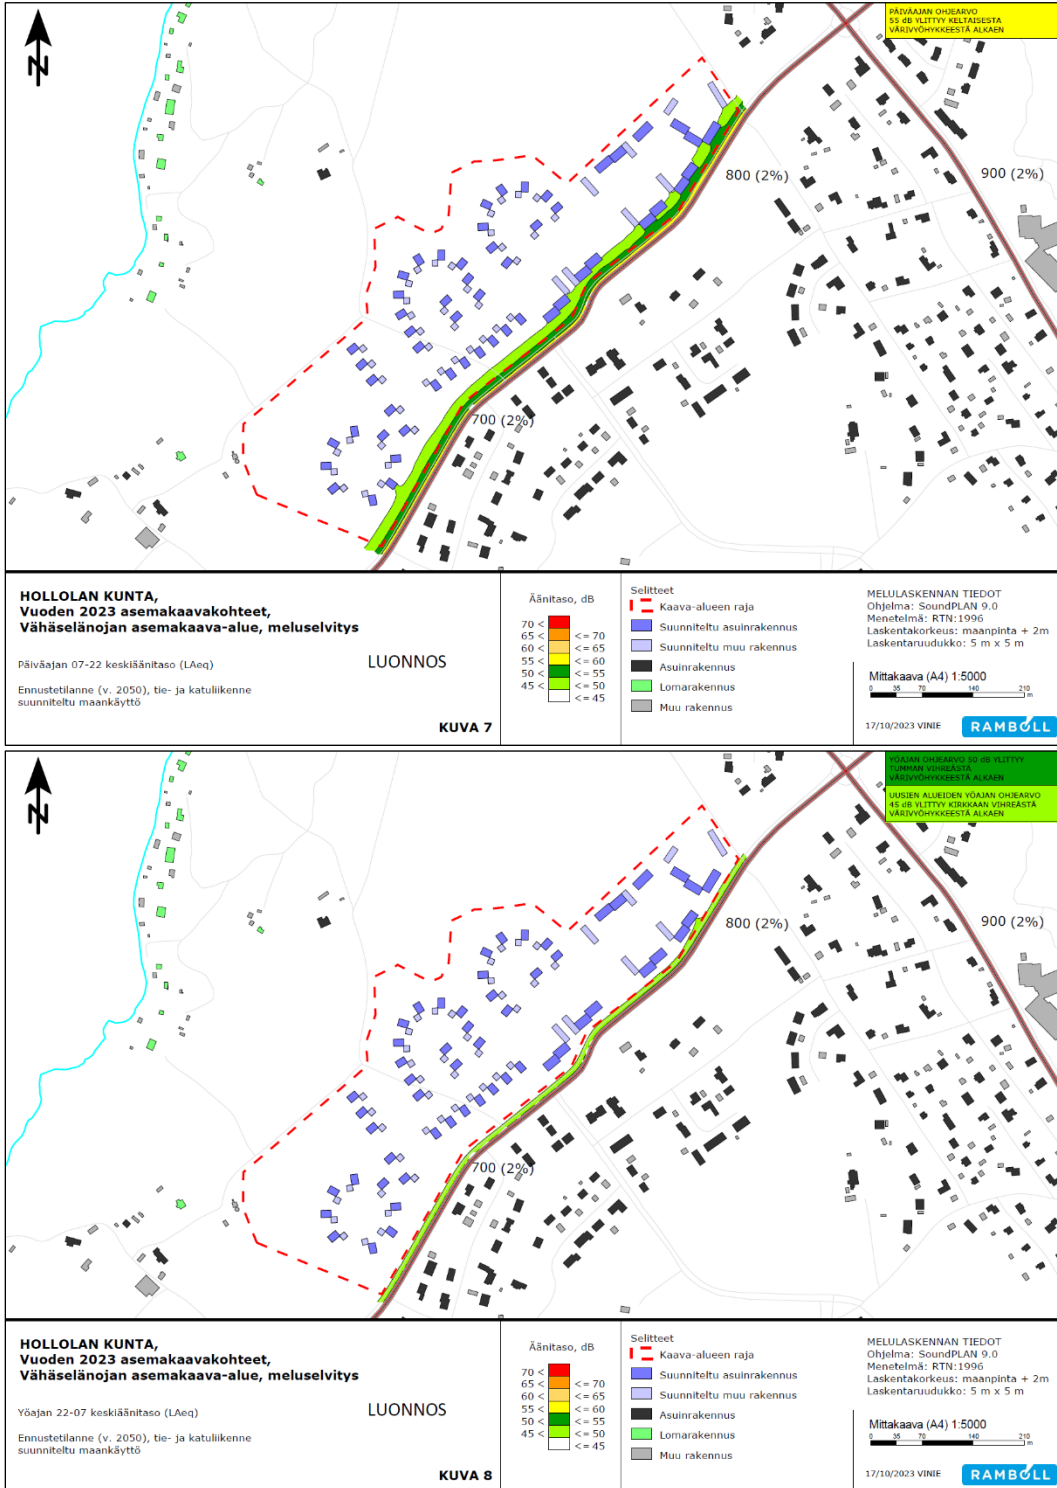 PÄIVÄAJAN OHJEARVO
55 dB YLITTYY KELTAISESTA
VÄRIVYÖHYKKEESTÄ ALKAEN
N
800 (2%)
900 (2%)
700 (2%)
HOLLOLAN KUNTA,
Vuoden 2023 asemakaavakohteet,
Vähäselänojan asemakaava-alue, meluselvitys
Päiväajan 07-22 keskiäänitaso (LAeq)
LUONNOS
Ennustetilanne (v. 2050), tie- ja katuliikenne
suunniteltu maankäyttö
KUVA 7
Äänitaso, dB
70 <
65 < <= 70
60 < <= 65
55 < <= 60
50 < <= 55
45 < <= 50
<= 45
Selitteet
Kaava-alueen raja
Suunniteltu asuinrakennus
Suunniteltu muu rakennus
Asuinrakennus
Lomarakennus
Muu rakennus
MELULASKENNAN TIEDOT
Ohjelma: SoundPLAN 9.0
Menetelmä: RTN:1996
Laskentakorkeus: maanpinta + 2m
Laskentaruudukko: 5 m x 5 m
Mittakaava (A4) 1:5000
0 35 70 140 210
m
17/10/2023 VINIE
RAMBOLL
YÖAJAN OHJEARVO 50 dB YLITTYY
TUMMAN VIHREÄSTÄ
VÄRIVYÖHYKKEESTÄ ALKAEN
UUSIEN ALUEIDEN YÖAJAN OHJEARVO
45 dB YLITTYY KIRKKAAN VIHREÄSTÄ
VÄRIVYÖHYKKEESTÄ ALKAEN
N
800 (2%)
900 (2%)
700 (2%)
HOLLOLAN KUNTA,
Vuoden 2023 asemakaavakohteet,
Vähäselänojan asemakaava-alue, meluselvitys
Yöajan 22-07 keskiäänitaso (LAeq)
LUONNOS
Ennustetilanne (v. 2050), tie- ja katuliikenne
suunniteltu maankäyttö
KUVA 8
Äänitaso, dB
70 <
65 < <= 70
60 < <= 65
55 < <= 60
50 < <= 55
45 < <= 50
<= 45
Selitteet
Kaava-alueen raja
Suunniteltu asuinrakennus
Suunniteltu muu rakennus
Asuinrakennus
Lomarakennus
Muu rakennus
MELULASKENNAN TIEDOT
Ohjelma: SoundPLAN 9.0
Menetelmä: RTN:1996
Laskentakorkeus: maanpinta + 2m
Laskentaruudukko: 5 m x 5 m
Mittakaava (A4) 1:5000
0 35 70 140 210
m
17/10/2023 VINIE
RAMBOLL